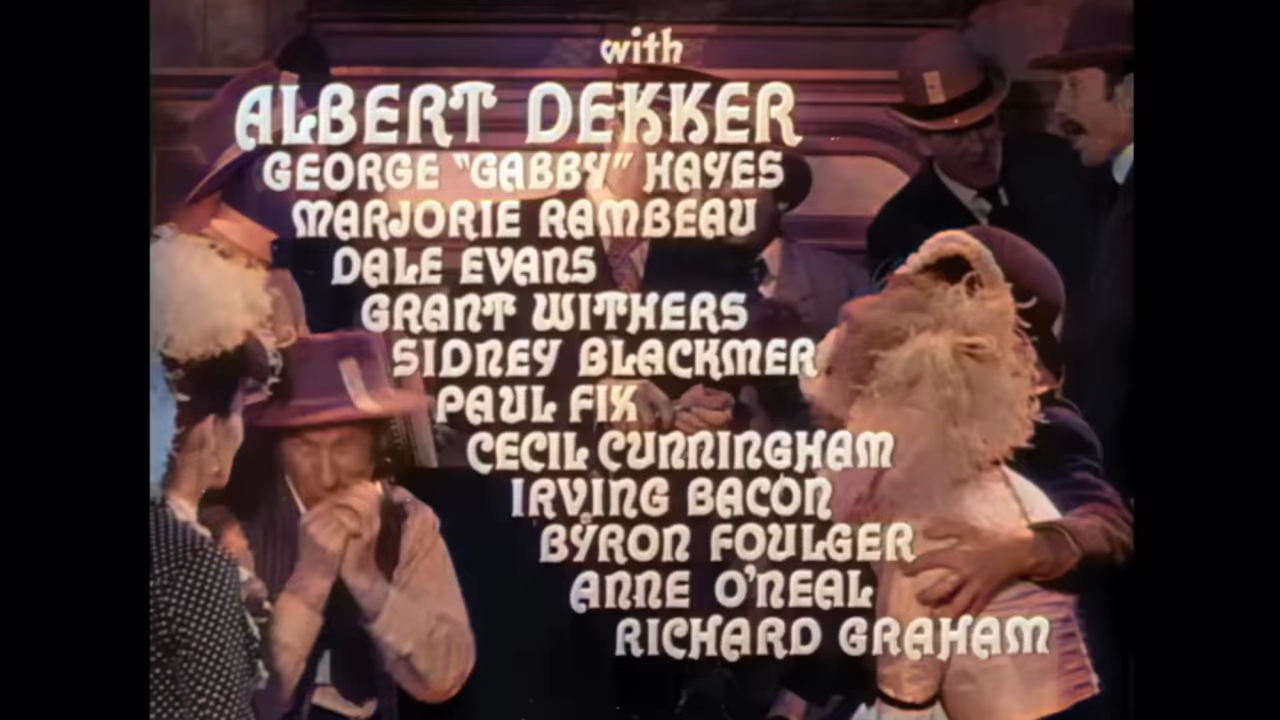 with
ALBERT DEKKER
GEORGE "GABBY" HAYES
MARJORIE RAMBEAU
DALE EVANS
GRANT WITHERS
SIDNEY BLACKMER
PAUL FIX
CECIL CUNNINGHAM
IRVING BACON
BYRON FOULGER
ANNE O'NEAL
RICHARD GRAHAM